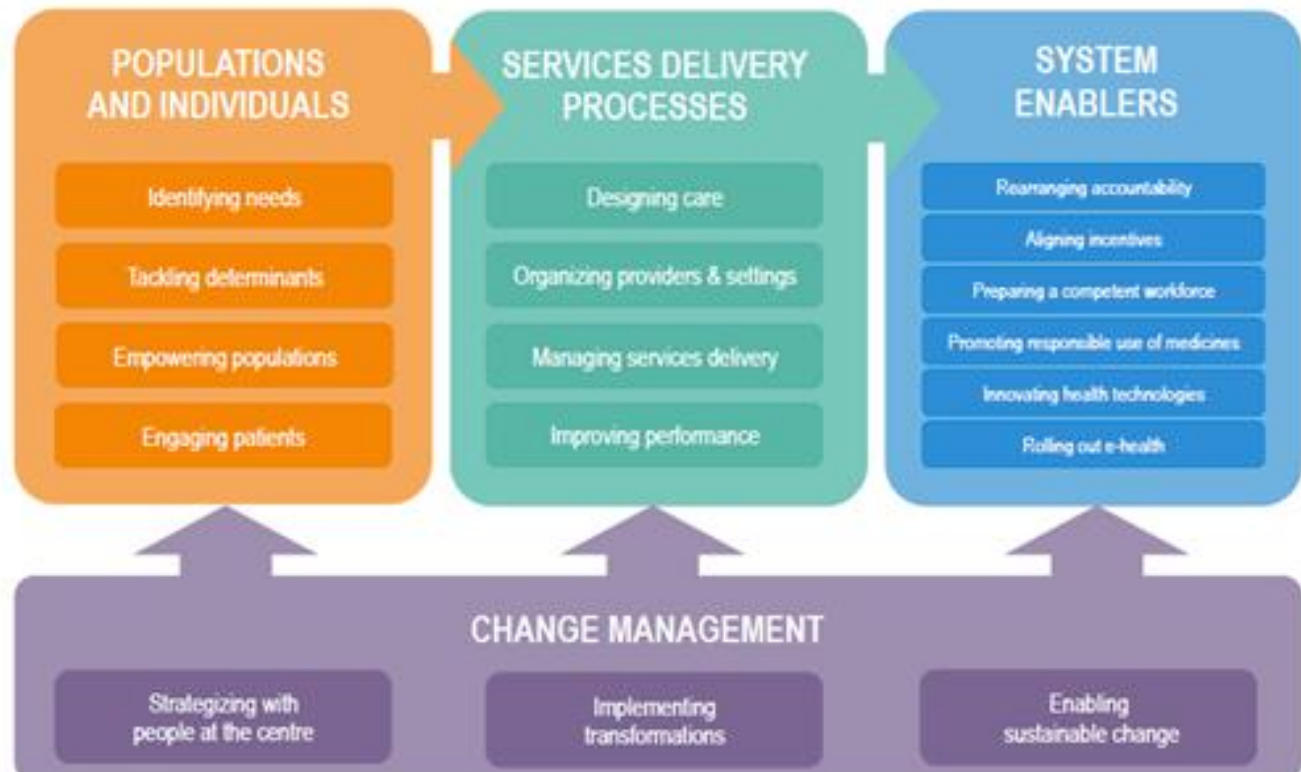 POPULATIONS
AND INDIVIDUALS
Identifying needs
Tackling determinants
Empowering populations
Engaging patients
SERVICES DELIVERY
PROCESSES
Designing care
Organizing providers & settings
Managing services delivery
Improving performance
SYSTEM
ENABLERS
Rearranging accountability
Aligning incentives
Preparing a competent workforce
Promoting responsible use of medicines
Innovating health technologies
Rolling out e-health
CHANGE MANAGEMENT
Strategizing with
people at the centre
Implementing
transformations
Enabling
sustainable change